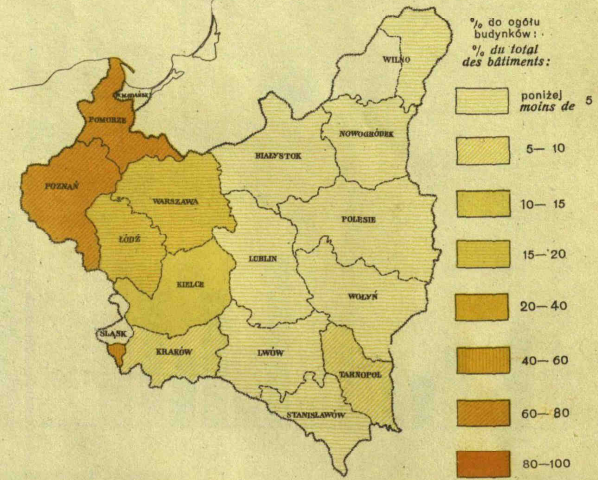 % do ogółu
budynków:
% du total
des bâtiments:
poniżej
moins de 5
5—10
10—15
15—20
20—40
40—60
60—80
80—100
WILNO
NOWOGRÓDEK
BIAŁYSTOK
POMORZE
POZNAŃ
WARSZAWA
ŁÓDŹ
POLESIE
LUBLIN
KIELCE
WOŁYŃ
ŚLĄSK
KRAKÓW
LWÓW
TARNOPOL
STANISŁAWÓW